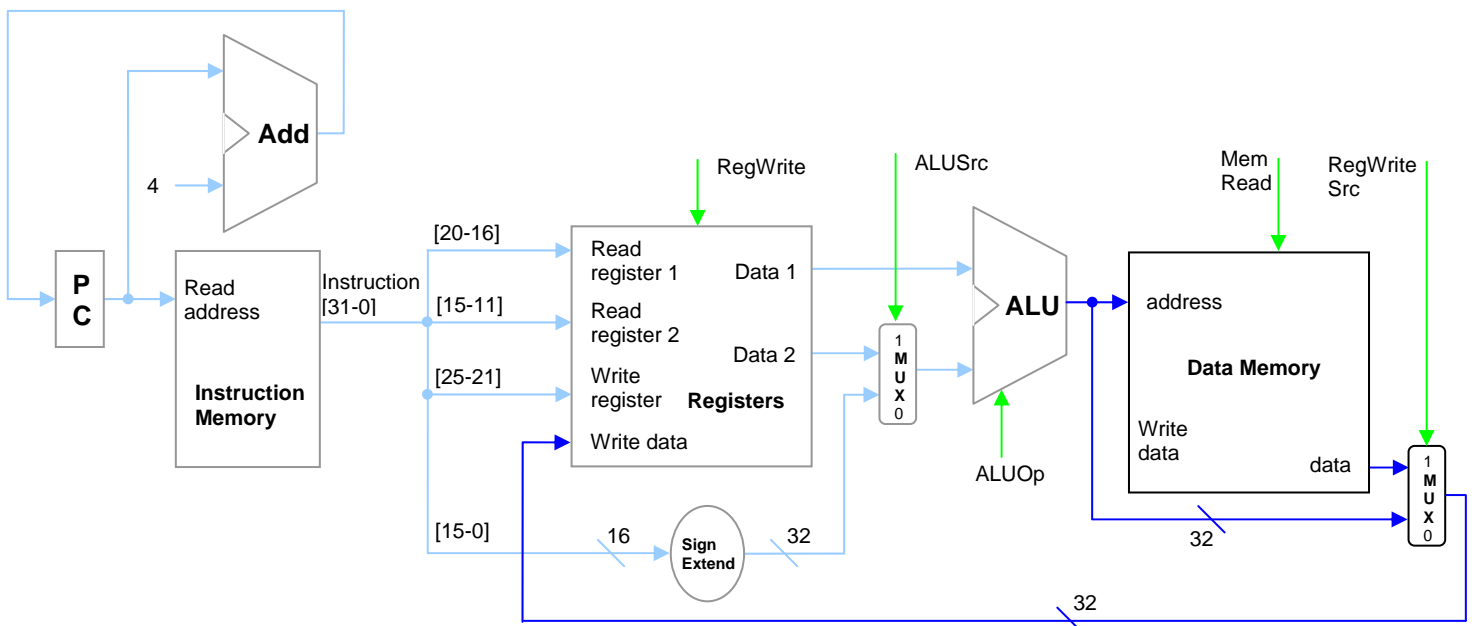 Add
4
P
C
Read
address
Instruction
Memory
Instruction
[31-0]
[20-16]
[15-11]
[25-21]
[15-0]
RegWrite
Read
register 1
Read
register 2
Write
register
Write data
Data 1
Data 2
Registers
16
Sign
Extend
32
ALUSrc
1
M
U
X
0
ALU
ALUOp
Mem
Read
address
Data Memory
Write
data
data
RegWrite
Src
1
M
U
X
0
32
32